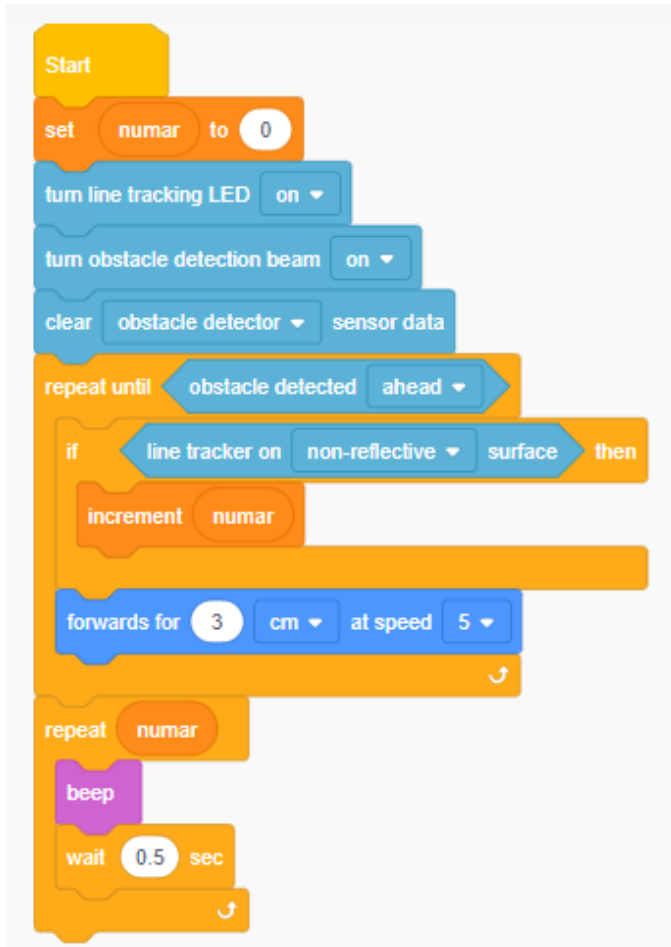 Start
set numar to 0
turn line tracking LED on
turn obstacle detection beam on
clear obstacle detector sensor data
repeat until obstacle detected ahead
if line tracker on non-reflective surface then
increment numar
forwards for 3 cm at speed 5
repeat numar
beep
wait 0.5 sec